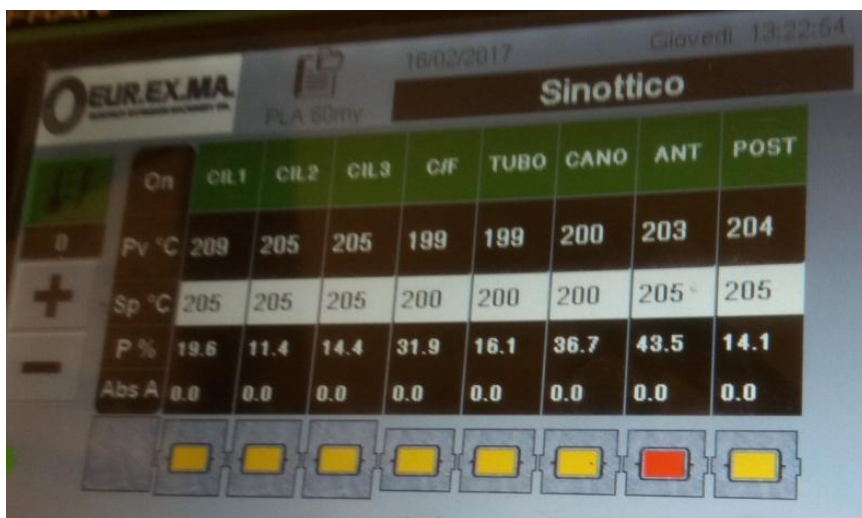 EUR.EX.MA.
PLA 60my
16/02/2017
Giovedì 13:22:54
Sinottico
On CIL1 CIL2 CIL3 C/F TUBO CANO ANT POST
0
Pv °C 209 205 205 199 199 200 203 204
Sp °C 205 205 205 200 200 200 205 205
P % 19.6 11.4 14.4 31.9 16.1 36.7 43.5 14.1
Abs A 0.0 0.0 0.0 0.0 0.0 0.0 0.0 0.0